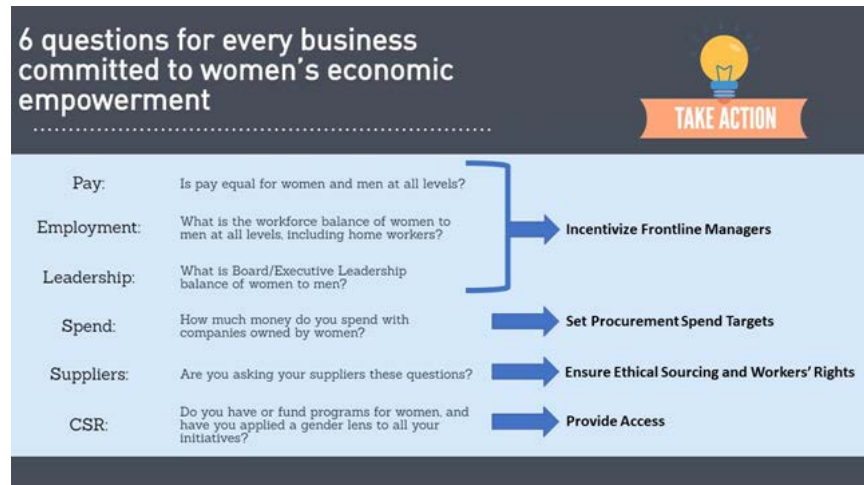 6 questions for every business
committed to women's economic
empowerment
TAKE ACTION
Pay:
Is pay equal for women and men at all levels?
Employment:
What is the workforce balance of women to
men at all levels, including home workers?
Incentivize Frontline Managers
Leadership:
What is Board/Executive Leadership
balance of women to men?
Spend:
How much money do you spend with
companies owned by women?
Set Procurement Spend Targets
Suppliers:
Are you asking your suppliers these questions?
Ensure Ethical Sourcing and Workers' Rights
CSR:
Do you have or fund programs for women, and
have you applied a gender lens to all your
initiatives?
Provide Access